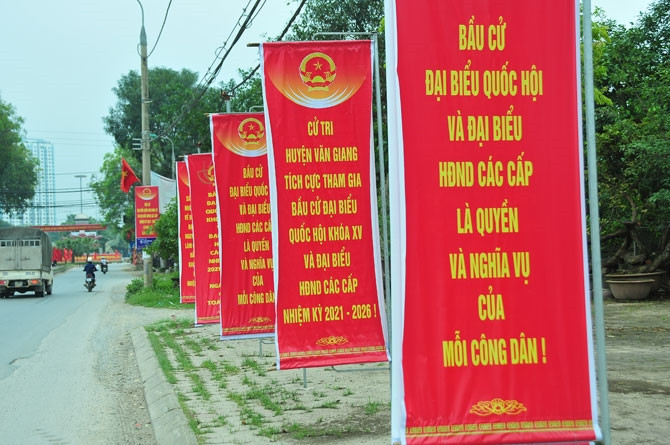 BẦU CỬ
ĐẠI BIỂU QUỐC HỘI
VÀ ĐẠI BIỂU
HĐND CÁC CẤP
LÀ QUYỀN
VÀ NGHĨA VỤ
CỦA
MỖI CÔNG DÂN !
CỬ TRI
HUYỆN VĂN GIANG
TÍCH CỰC THAM GIA
BẦU CỬ ĐẠI BIỂU
QUỐC HỘI KHÓA XV
VÀ ĐẠI BIỂU
HĐND CÁC CẤP
NHIỆM KỲ 2021 - 2026 !
BẦU CỬ
ĐẠI BIỂU QUỐC
VÀ ĐẠI BIỂU
HĐND CÁC CẤP
LÀ QUYỀN
VÀ NGHĨA VỤ
CỦA
MỖI CÔNG DÂN